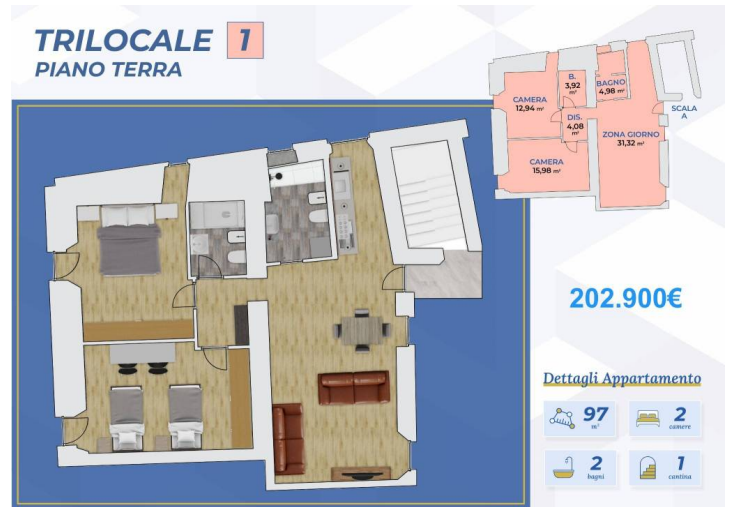 TRILOCALE 1
PIANO TERRA
B.
3,92
m²
BAGNO
4,98 m²
CAMERA
12,94 m²
DIS.
4,08
m²
SCALA
A
ZONA GIORNO
31,32 m²
CAMERA
15,98 m²
202.900€
Dettagli Appartamento
97
m²
2
camere
2
bagni
1
cantina